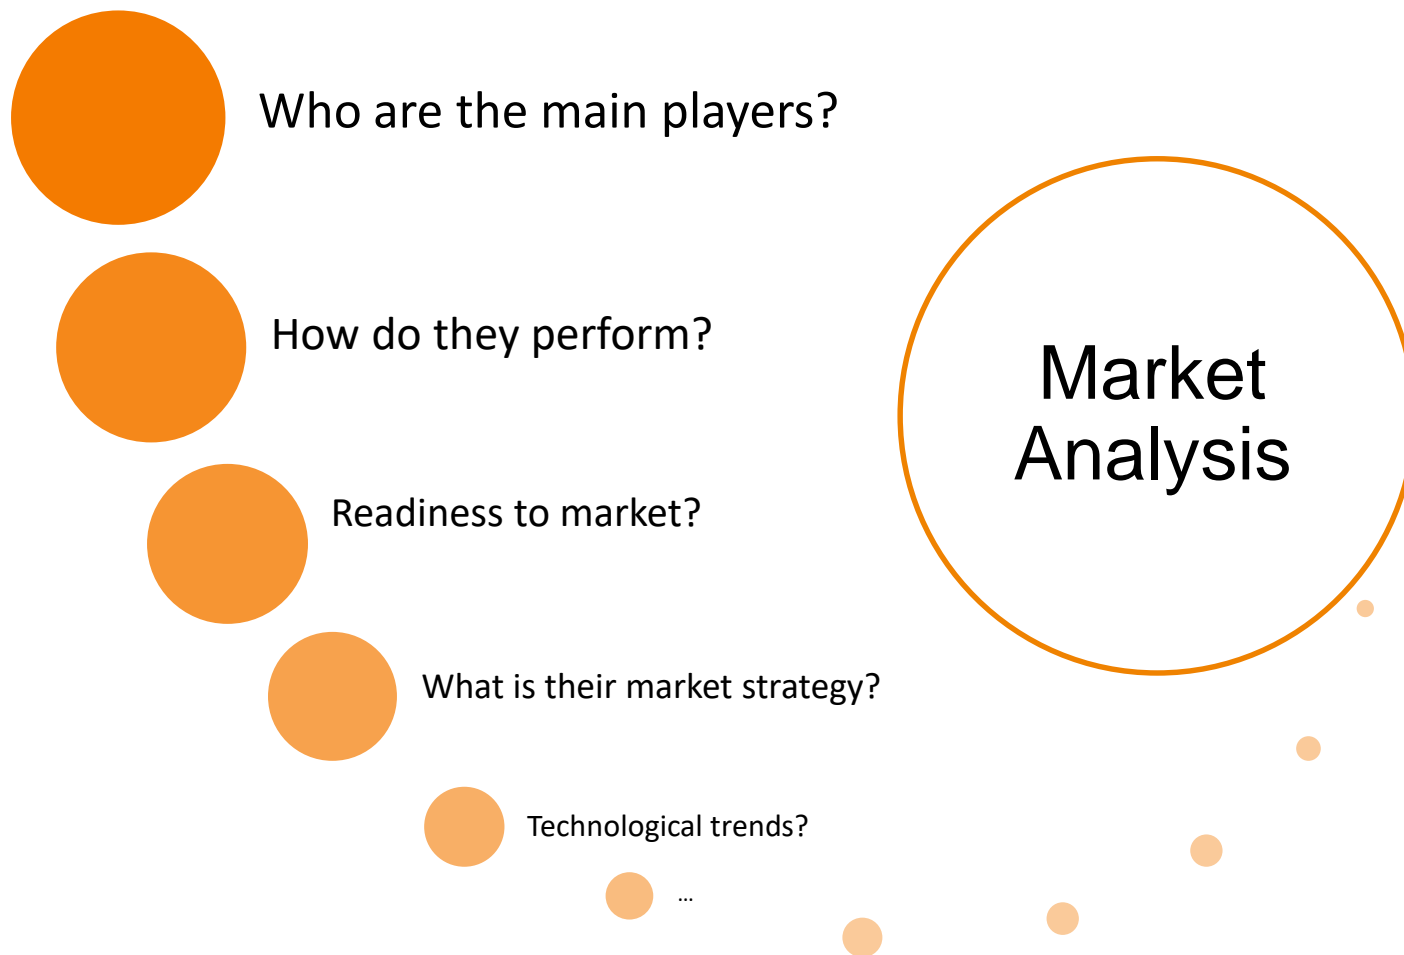 Who are the main players?
How do they perform?
Readiness to market?
What is their market strategy?
Technological trends?
...
Market
Analysis